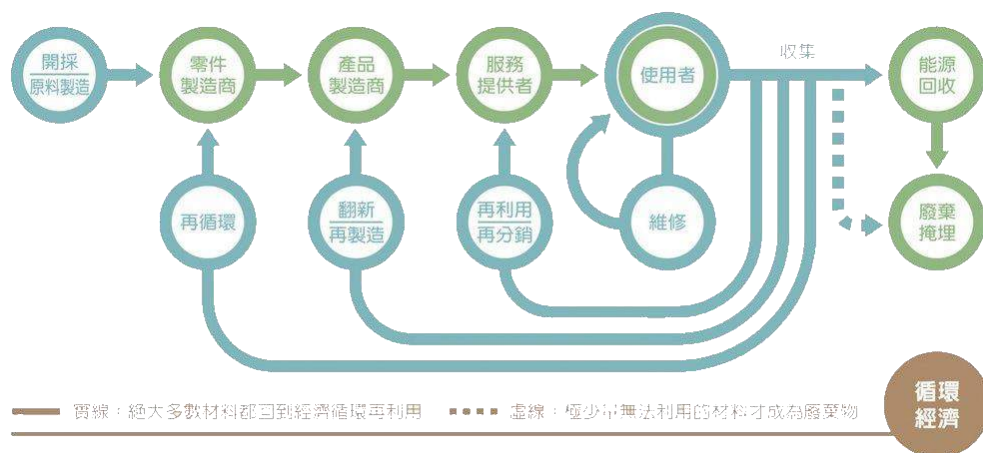 開採
原料製造
零件
製造商
產品
製造商
服務
提供者
使用者
收集
能源
回收
再循環
翻新
再製造
再利用
再分銷
維修
廢棄
掩埋
實線：絕大多數材料都回到經濟循環再利用
虛線：極少部無法利用的材料才成為廢棄物
循環
經濟